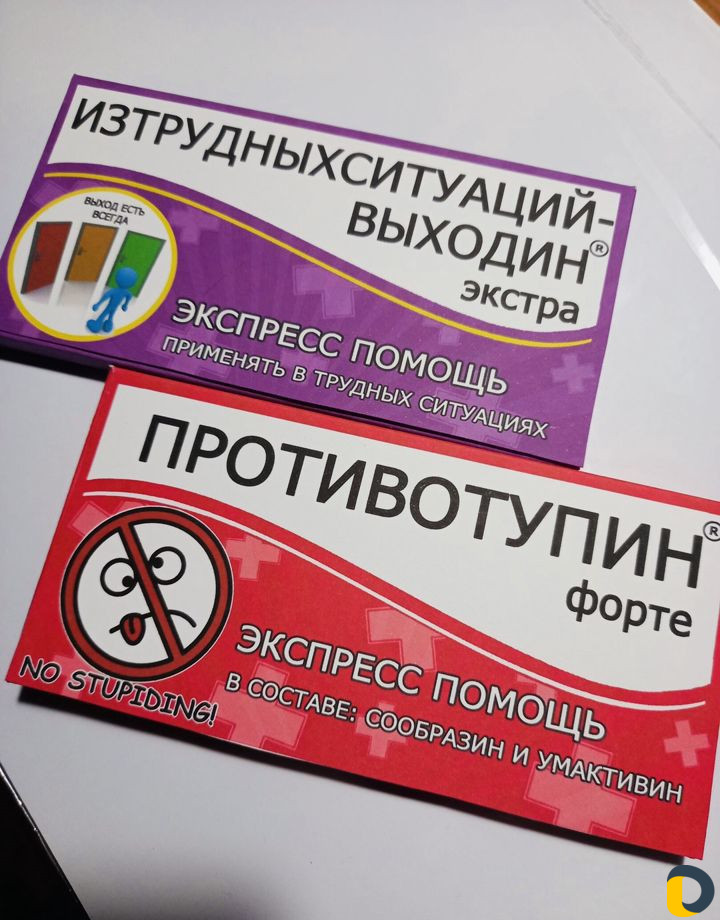 ИЗТРУДНЫХСИТУАЦИЙ-
ВЫХОДИН®
экстра
ВЫХОД ЕСТЬ
ВСЕГДА
ЭКСПРЕСС ПОМОЩЬ
ПРИМЕНЯТЬ В ТРУДНЫХ СИТУАЦИЯХ
ПРОТИВОТУПИН®
форте
NO STUPIDING!
ЭКСПРЕСС ПОМОЩЬ
В СОСТАВЕ: СООБРАЗИН И УМАКТИВИН